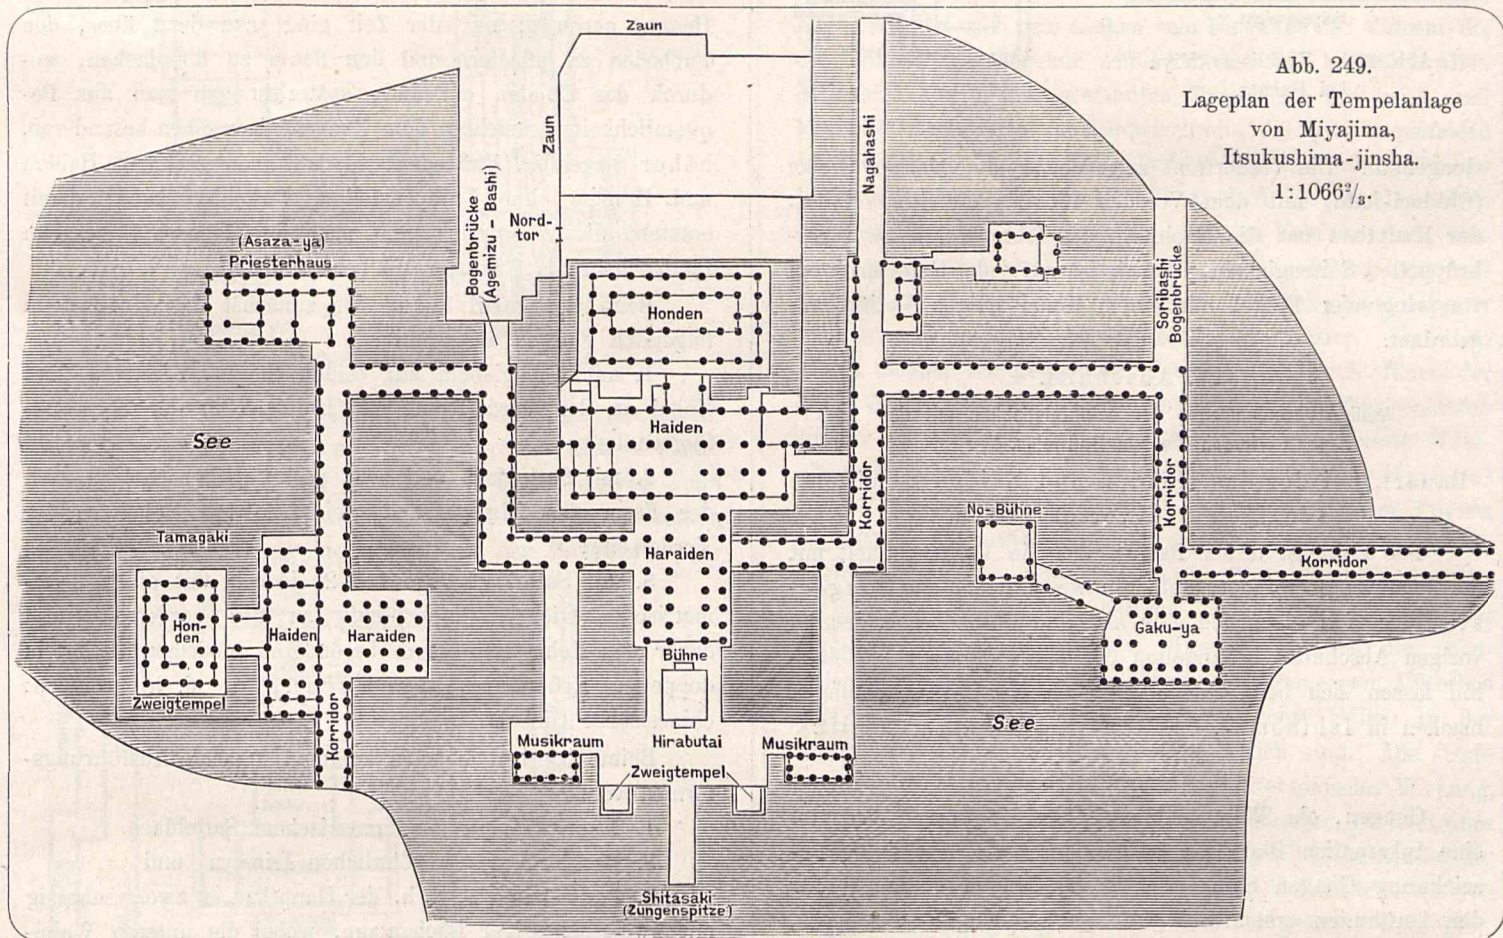 Abb. 249.
Lageplan der Tempelanlage
von Miyajima,
Itsukushima-jinsha.
1:1066²/₃.
Zaun
Zaun
Nagahashi
Bogenbrücke
(Agemizu Bashi)
Nord-
tor
(Asaza-ya)
Priesterhaus
Honden
Soribashi
Bogenbrücke
Haiden
See
Korridor
Korridor
No-Bühne
Tamagaki
Haraiden
Korridor
Hon-
den
Haiden
Haraiden
Gaku-ya
Bühne
Zweigtempel
Korridor
See
Musikraum
Hirabutai
Musikraum
Zweigtempel
Shitasaki
(Zungenspitze)